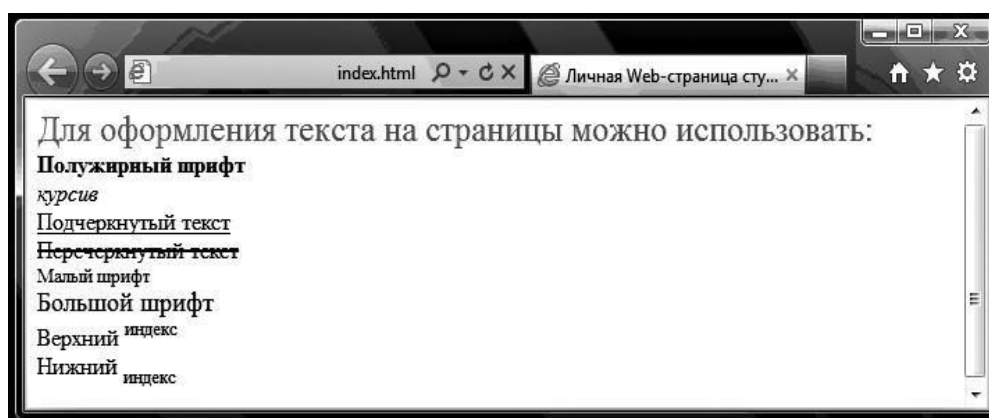 index.html
Личная Web-страница сту...
Для оформления текста на страницы можно использовать:
Полужирный шрифт
курсив
Подчеркнутый текст
Перечеркнутый текст
Малый шрифт
Большой шрифт
Верхний индекс
Нижний индекс